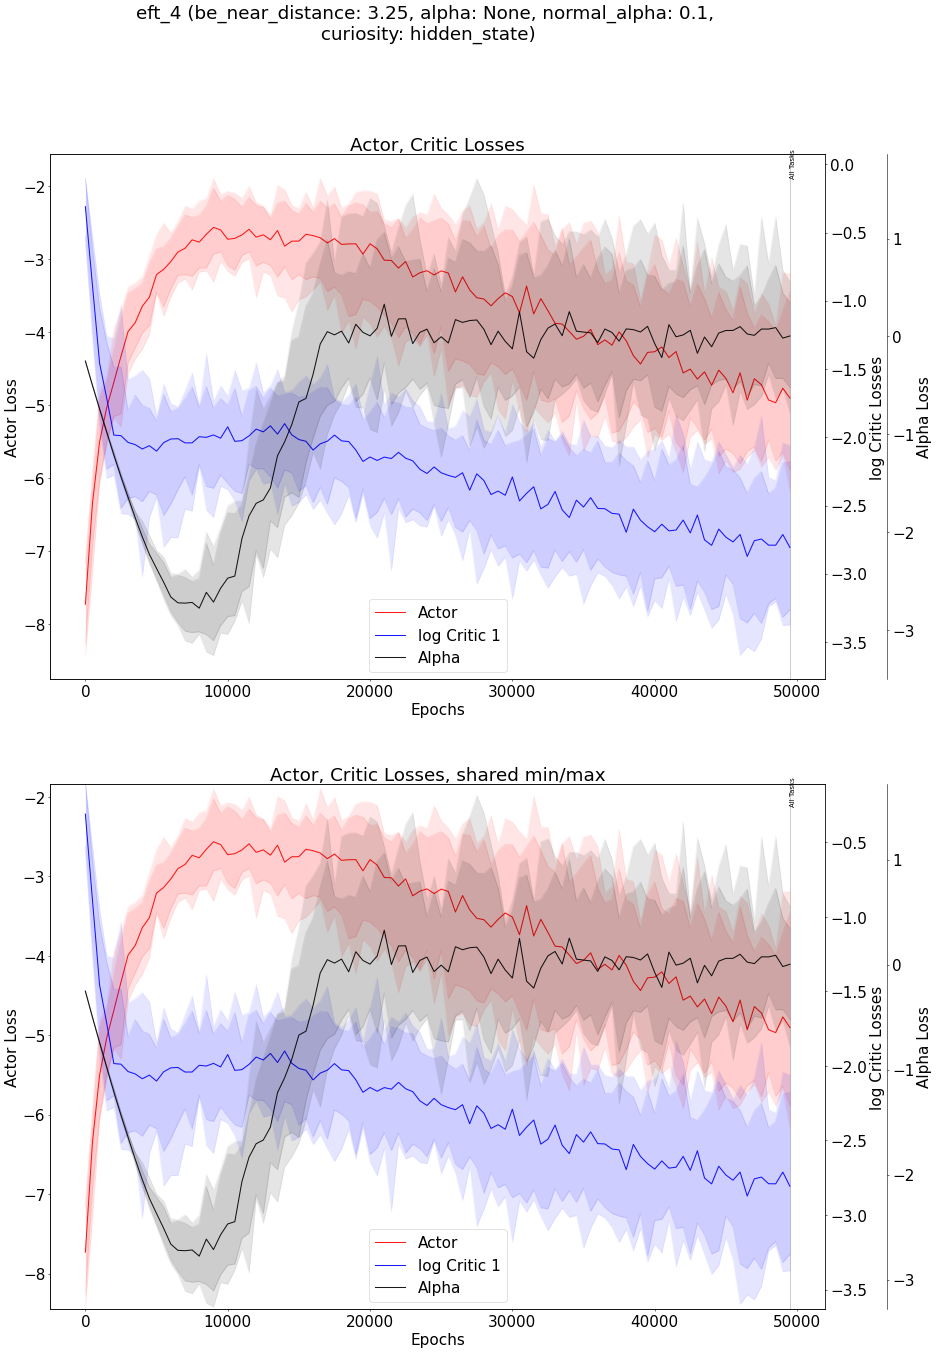 eft_4 (be_near_distance: 3.25, alpha: None, normal_alpha: 0.1,
curiosity: hidden_state)
Actor, Critic Losses
All Tasks
−2
−3
−4
−5
−6
−7
−8
Actor Loss
0.0
−0.5
−1.0
−1.5
−2.0
−2.5
−3.0
−3.5
log Critic Losses
1
0
−1
−2
−3
Alpha Loss
Actor
log Critic 1
Alpha
0
10000
20000
30000
40000
50000
Epochs
Actor, Critic Losses, shared min/max
All Tasks
−2
−3
−4
−5
−6
−7
−8
Actor Loss
−0.5
−1.0
−1.5
−2.0
−2.5
−3.0
−3.5
log Critic Losses
1
0
−1
−2
−3
Alpha Loss
Actor
log Critic 1
Alpha
0
10000
20000
30000
40000
50000
Epochs